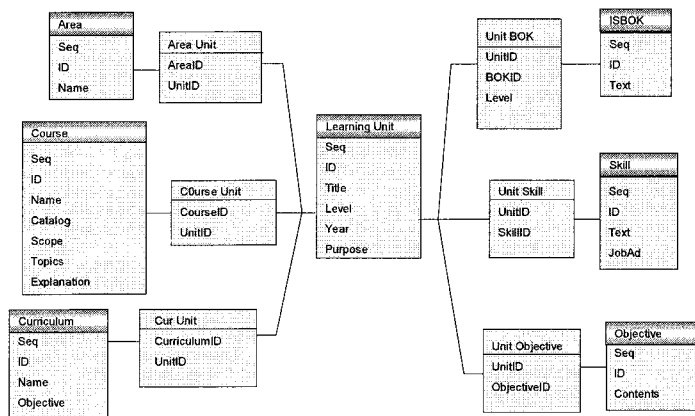 Area
Seq
ID
Name
Area Unit
AreaID
UnitID
Course
Seq
ID
Name
Catalog
Scope
Topics
Explanation
C0urse Unit
CourseID
UnitID
Curriculum
Seq
ID
Name
Objective
Cur Unit
CurriculumID
UnitID
Learning Unit
Seq
ID
Title
Level
Year
Purpose
Unit BOK
UnitID
BOKID
Level
ISBOK
Seq
ID
Text
Unit Skill
UnitID
SkillID
Skill
Seq
ID
Text
JobAd
Unit Objective
UnitID
ObjectiveID
Objective
Seq
ID
Contents